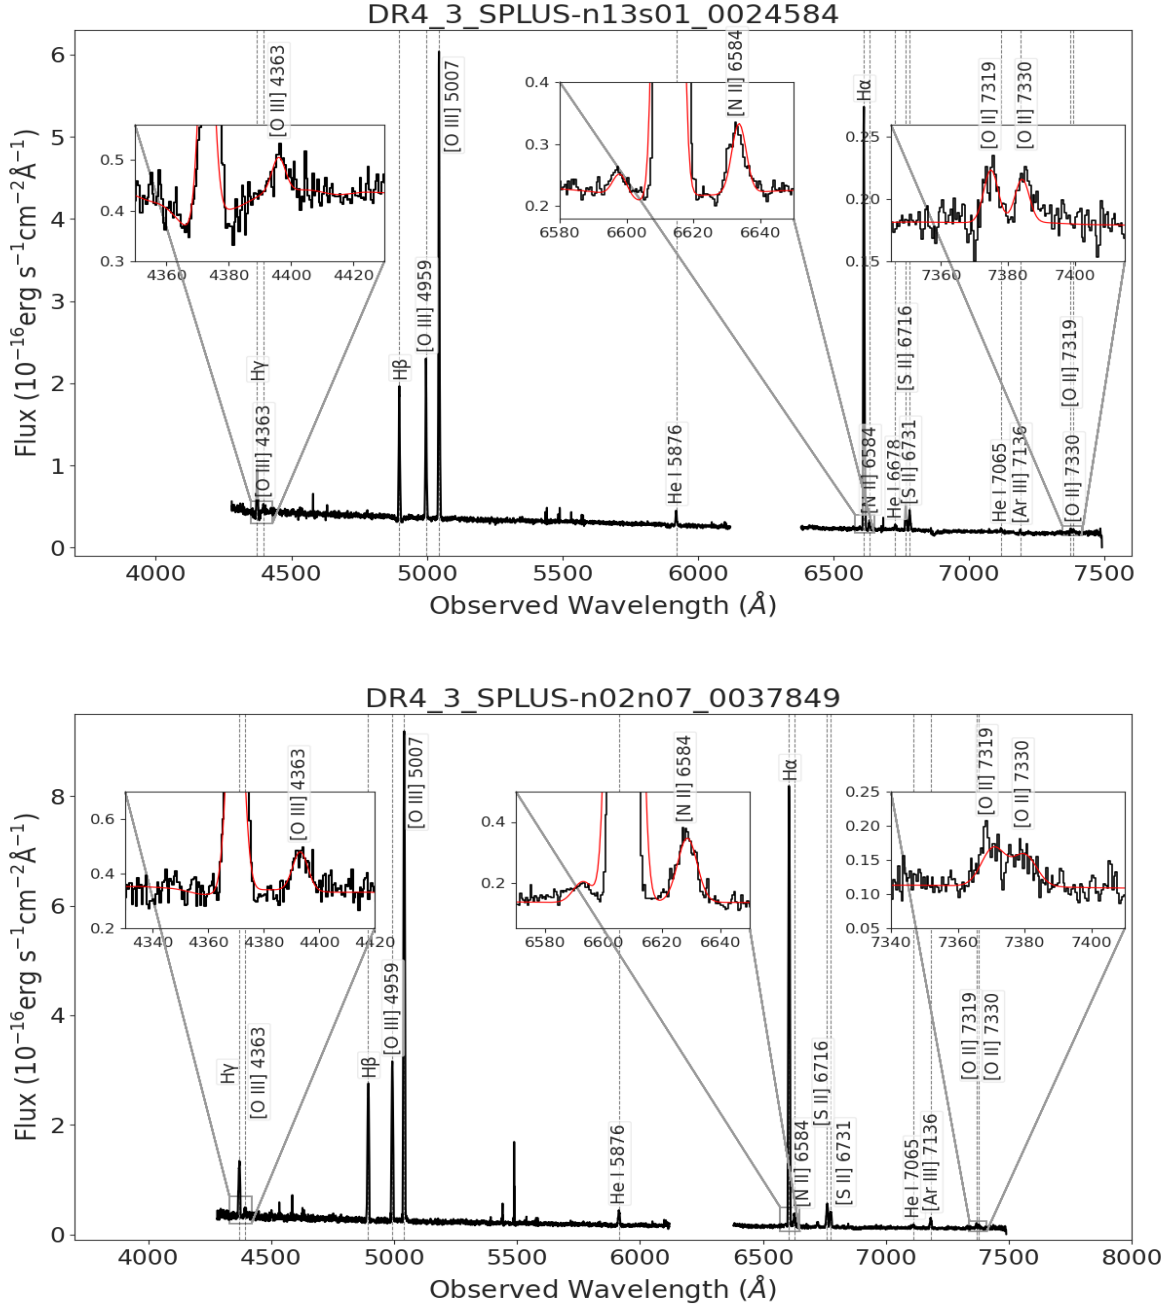 DR4_3_SPLUS-n13s01_0024584
Flux (10−16erg s−1cm−2Å−1)
6
5
4
3
2
1
0
[O III] 4363
0.5
0.4
0.3
4360 4380 4400 4420
[O III] 5007
[N II] 6584
0.4
0.3
0.2
6580 6600 6620 6640
Hα
[O II] 7319
[O II] 7330
0.25
0.20
0.15
7360 7380 7400
Hγ
[O III] 4363
Hβ
[O III] 4959
He I 5876
[N II] 6584
He I 6678
[S II] 6716
[S II] 6731
He I 7065
[Ar III] 7136
[O II] 7319
[O II] 7330
4000 4500 5000 5500 6000 6500 7000 7500
Observed Wavelength (Å)
DR4_3_SPLUS-n02n07_0037849
Flux (10−16erg s−1cm−2Å−1)
8
6
4
2
0
[O III] 4363
0.6
0.4
0.2
4340 4360 4380 4400 4420
[O III] 5007
[N II] 6584
0.4
0.2
6580 6600 6620 6640
Hα
[O II] 7319
[O II] 7330
0.25
0.20
0.15
0.10
0.05
7340 7360 7380 7400
Hγ
[O III] 4363
Hβ
[O III] 4959
He I 5876
[N II] 6584
[S II] 6716
[S II] 6731
He I 7065
[Ar III] 7136
[O II] 7319
[O II] 7330
4000 4500 5000 5500 6000 6500 7000 7500 8000
Observed Wavelength (Å)